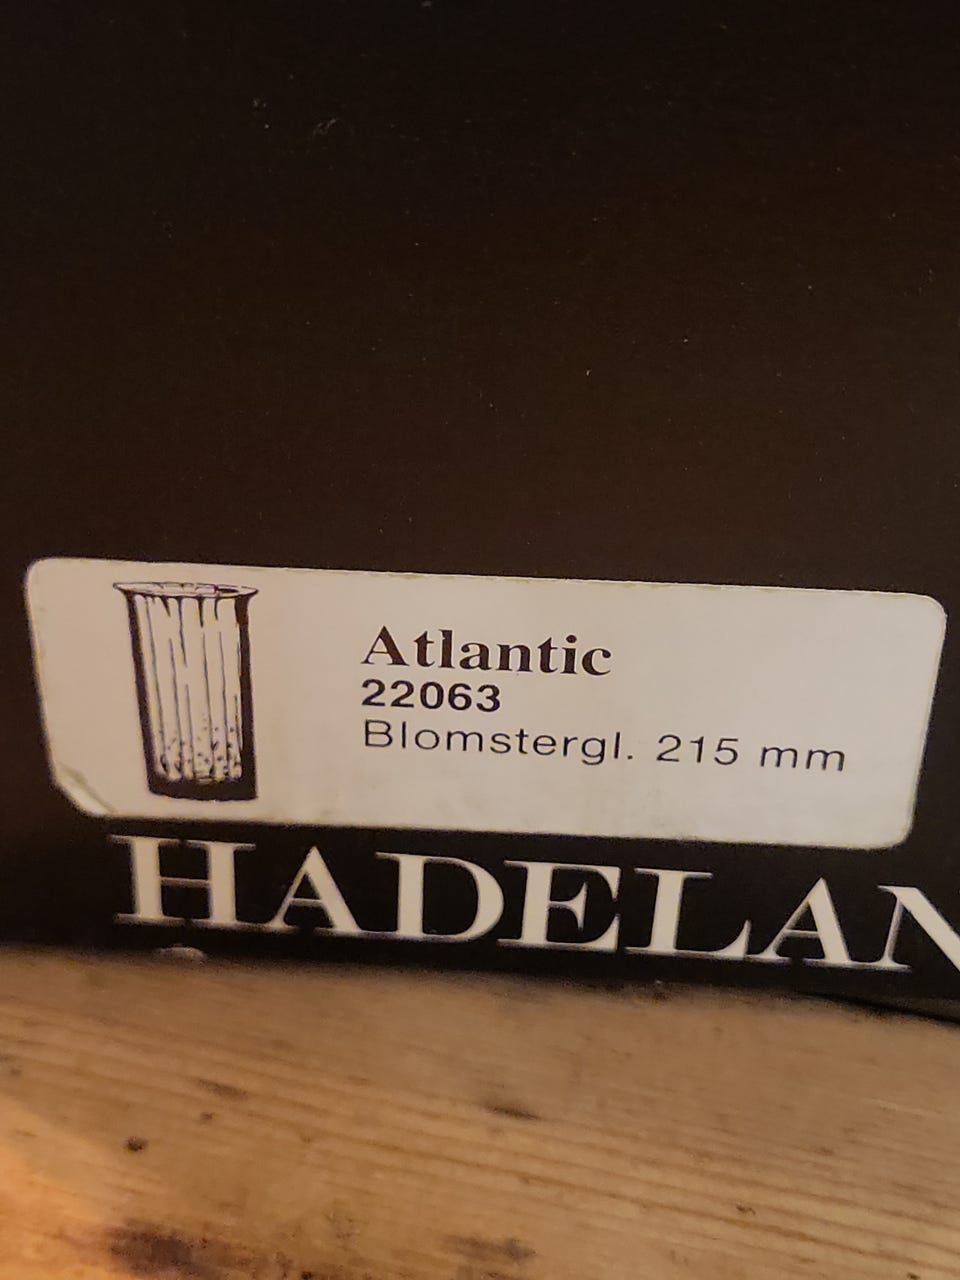 Atlantic
22063
Blomstergl. 215 mm
HADELAN